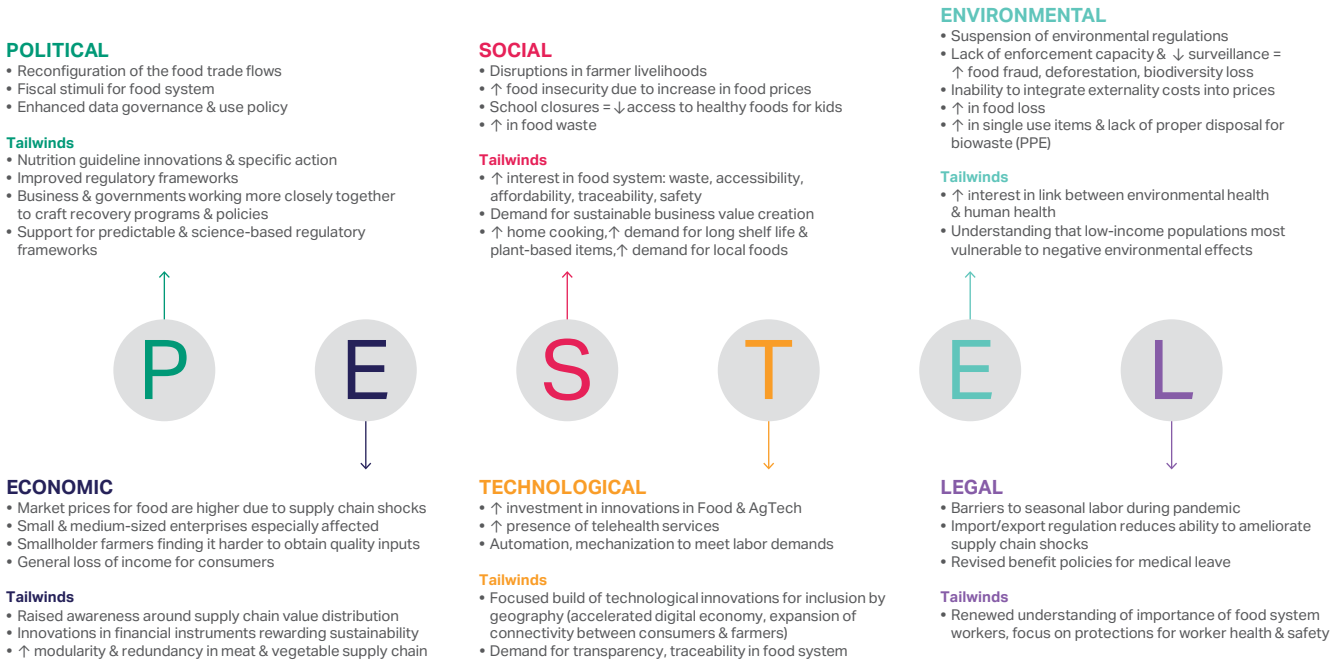 POLITICAL
• Reconfiguration of the food trade flows
• Fiscal stimuli for food system
• Enhanced data governance & use policy
Tailwinds
• Nutrition guideline innovations & specific action
• Improved regulatory frameworks
• Business & governments working more closely together
to craft recovery programs & policies
• Support for predictable & science-based regulatory
frameworks
SOCIAL
• Disruptions in farmer livelihoods
• ↑ food insecurity due to increase in food prices
• School closures = ↓ access to healthy foods for kids
• ↑ in food waste
Tailwinds
• ↑ interest in food system: waste, accessibility,
affordability, traceability, safety
• Demand for sustainable business value creation
• ↑ home cooking, ↑ demand for long shelf life &
plant-based items, ↑ demand for local foods
ENVIRONMENTAL
• Suspension of environmental regulations
• Lack of enforcement capacity & ↓ surveillance =
↑ food fraud, deforestation, biodiversity loss
• Inability to integrate externality costs into prices
• ↑ in food loss
• ↑ in single use items & lack of proper disposal for
biowaste (PPE)
Tailwinds
• ↑ interest in link between environmental health
& human health
• Understanding that low-income populations most
vulnerable to negative environmental effects
P E S T E L
ECONOMIC
• Market prices for food are higher due to supply chain shocks
• Small & medium-sized enterprises especially affected
• Smallholder farmers finding it harder to obtain quality inputs
• General loss of income for consumers
Tailwinds
• Raised awareness around supply chain value distribution
• Innovations in financial instruments rewarding sustainability
• ↑ modularity & redundancy in meat & vegetable supply chain
TECHNOLOGICAL
• ↑ investment in innovations in Food & AgTech
• ↑ presence of telehealth services
• Automation, mechanization to meet labor demands
Tailwinds
• Focused build of technological innovations for inclusion by
geography (accelerated digital economy, expansion of
connectivity between consumers & farmers)
• Demand for transparency, traceability in food system
LEGAL
• Barriers to seasonal labor during pandemic
• Import/export regulation reduces ability to ameliorate
supply chain shocks
• Revised benefit policies for medical leave
Tailwinds
• Renewed understanding of importance of food system
workers, focus on protections for worker health & safety